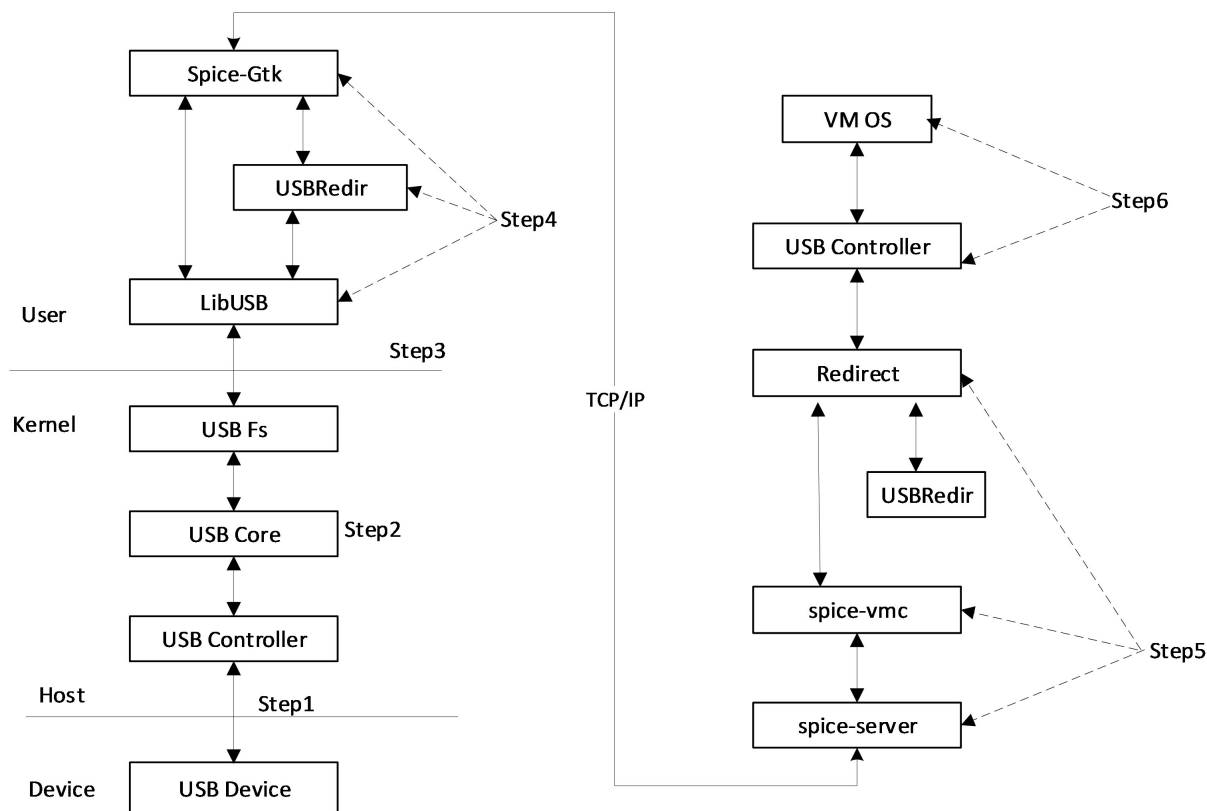 Spice-Gtk
USBRedir
Step4
LibUSB
User
Step3
Kernel
USB Fs
USB Core
Step2
USB Controller
Host
Step1
Device
USB Device
TCP/IP
VM OS
Step6
USB Controller
Redirect
USBRedir
spice-vmc
Step5
spice-server